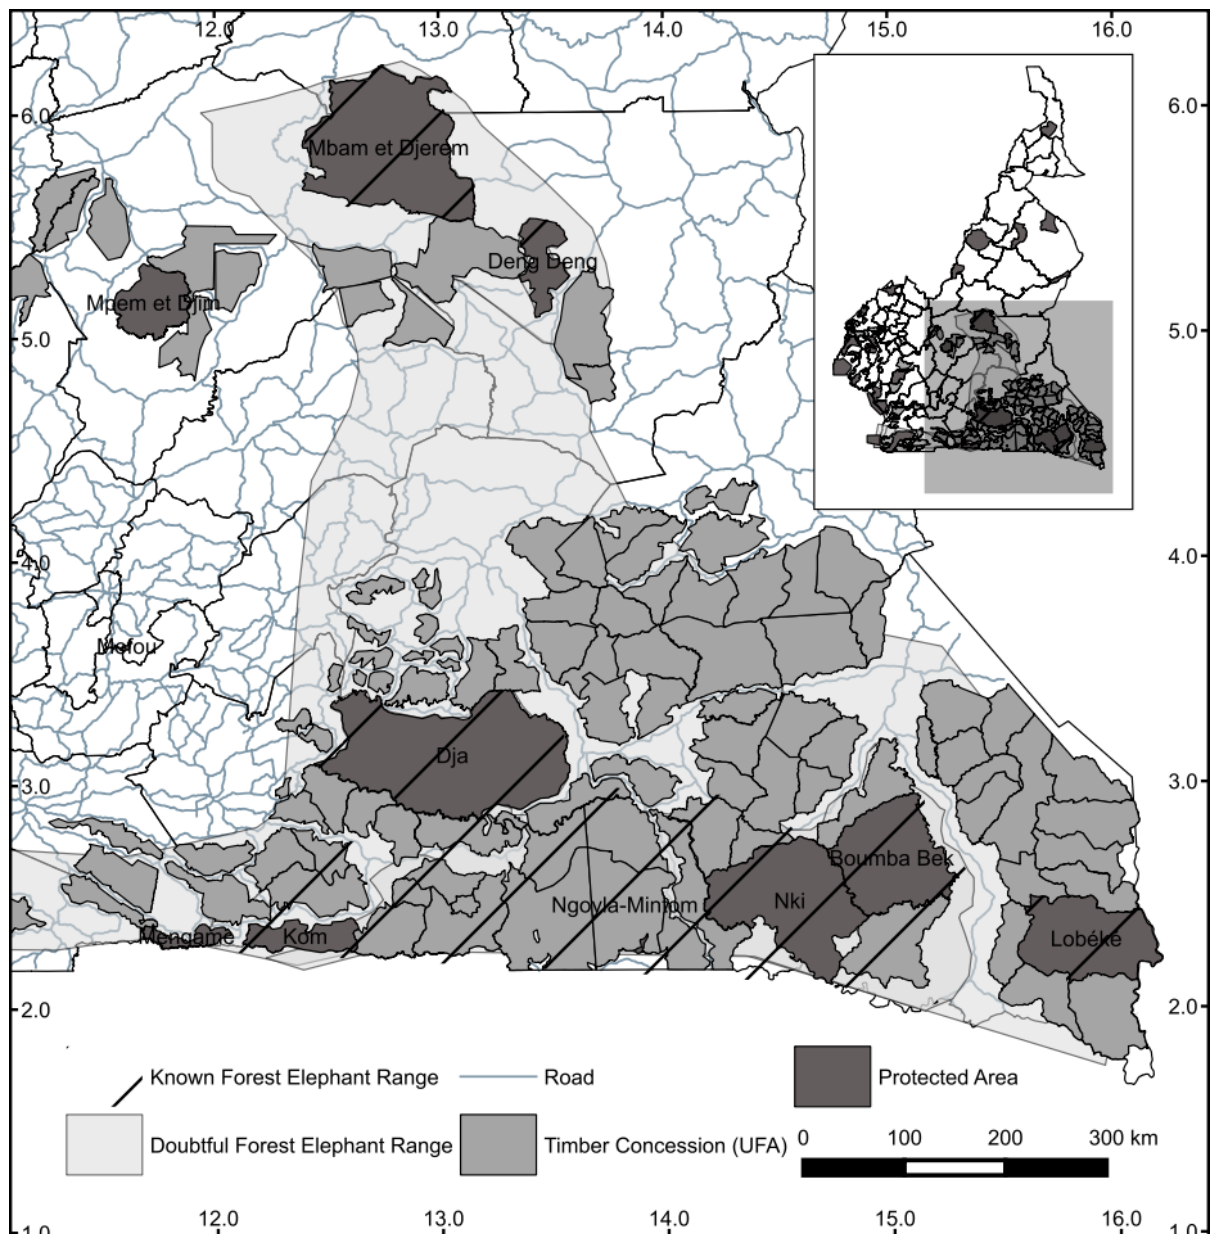 12.0 13.0 14.0 15.0 16.0
6.0 6.0
Mbam et Djerem
Deng Deng
Mpem et Djim
5.0 5.0
4.0 4.0
Mefou
Dja
3.0 3.0
Boumba Bek
Ngoyla-Mintom Nki
Mengame Kom Lobéké
2.0 2.0
Known Forest Elephant Range Road Protected Area
Doubtful Forest Elephant Range Timber Concession (UFA) 0 100 200 300 km
12.0 13.0 14.0 15.0 16.0
1.0 1.0